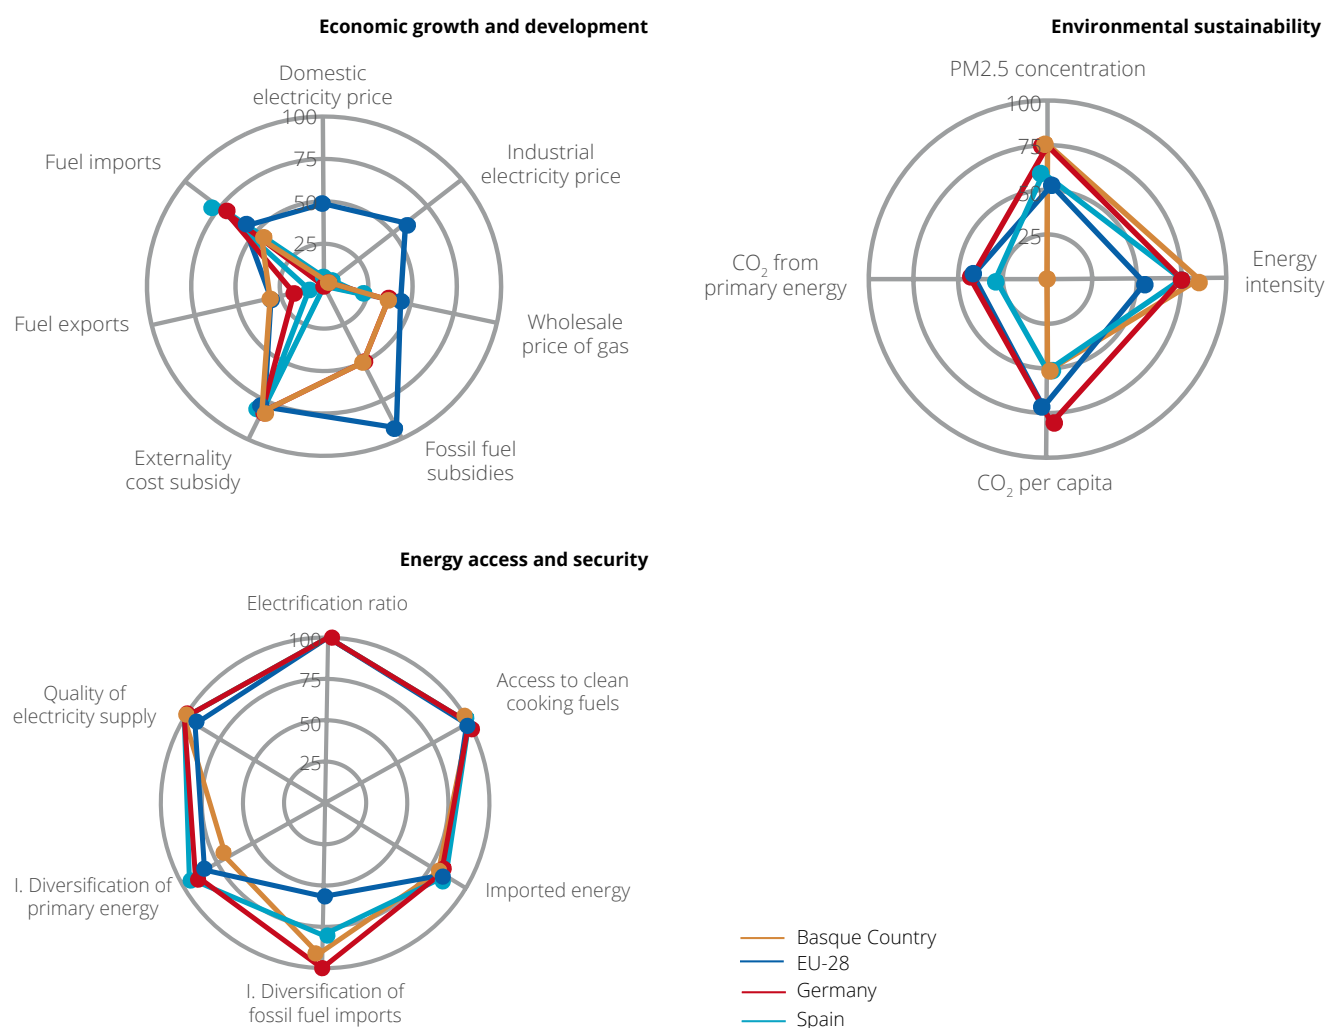 Economic growth and development
Domestic
electricity price
100
75
50
25
Industrial
electricity price
Wholesale
price of gas
Fossil fuel
subsidies
Externality
cost subsidy
Fuel exports
Fuel imports
Environmental sustainability
PM2.5 concentration
100
75
50
25
Energy
intensity
CO2 per capita
CO2 from
primary energy
Energy access and security
Electrification ratio
100
75
50
25
Access to clean
cooking fuels
Imported energy
I. Diversification of
fossil fuel imports
I. Diversification of
primary energy
Quality of
electricity supply
Basque Country
EU-28
Germany
Spain